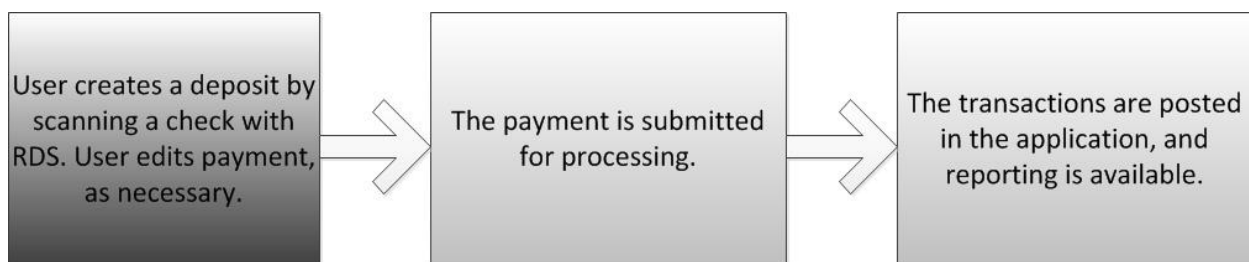 User creates a deposit by
scanning a check with
RDS. User edits payment,
as necessary.
The payment is submitted
for processing.
The transactions are posted
in the application, and
reporting is available.